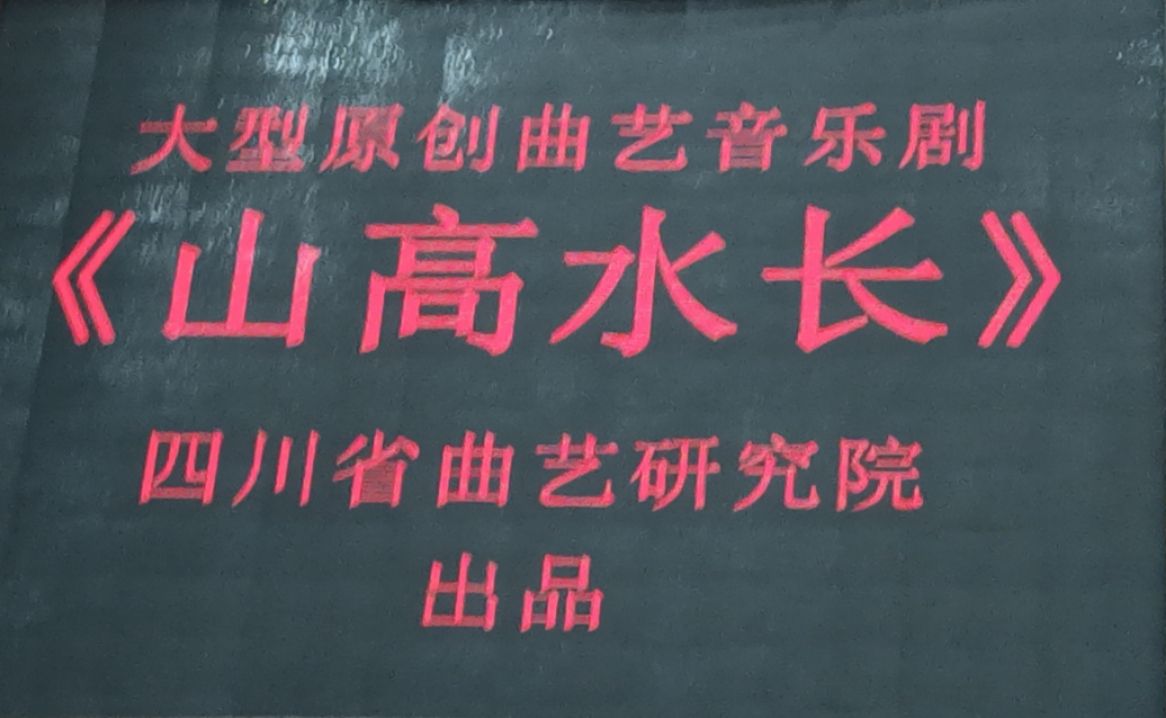 大型原创曲艺音乐剧
《山高水长》
四川省曲艺研究院
出品